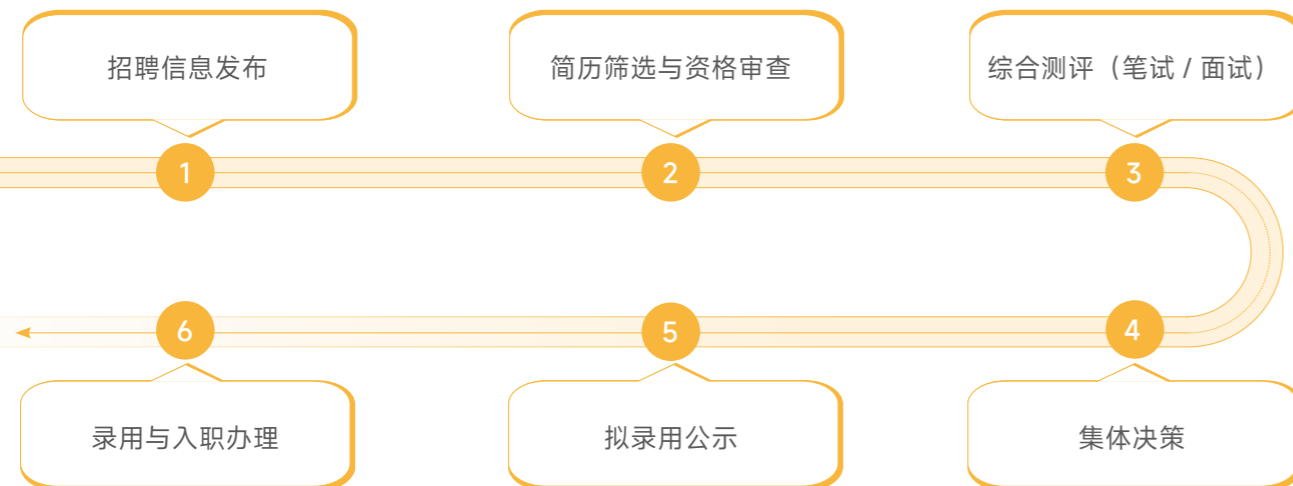 招聘信息发布
简历筛选与资格审查
综合测评（笔试 / 面试）
1
2
3
6
5
4
录用与入职办理
拟录用公示
集体决策